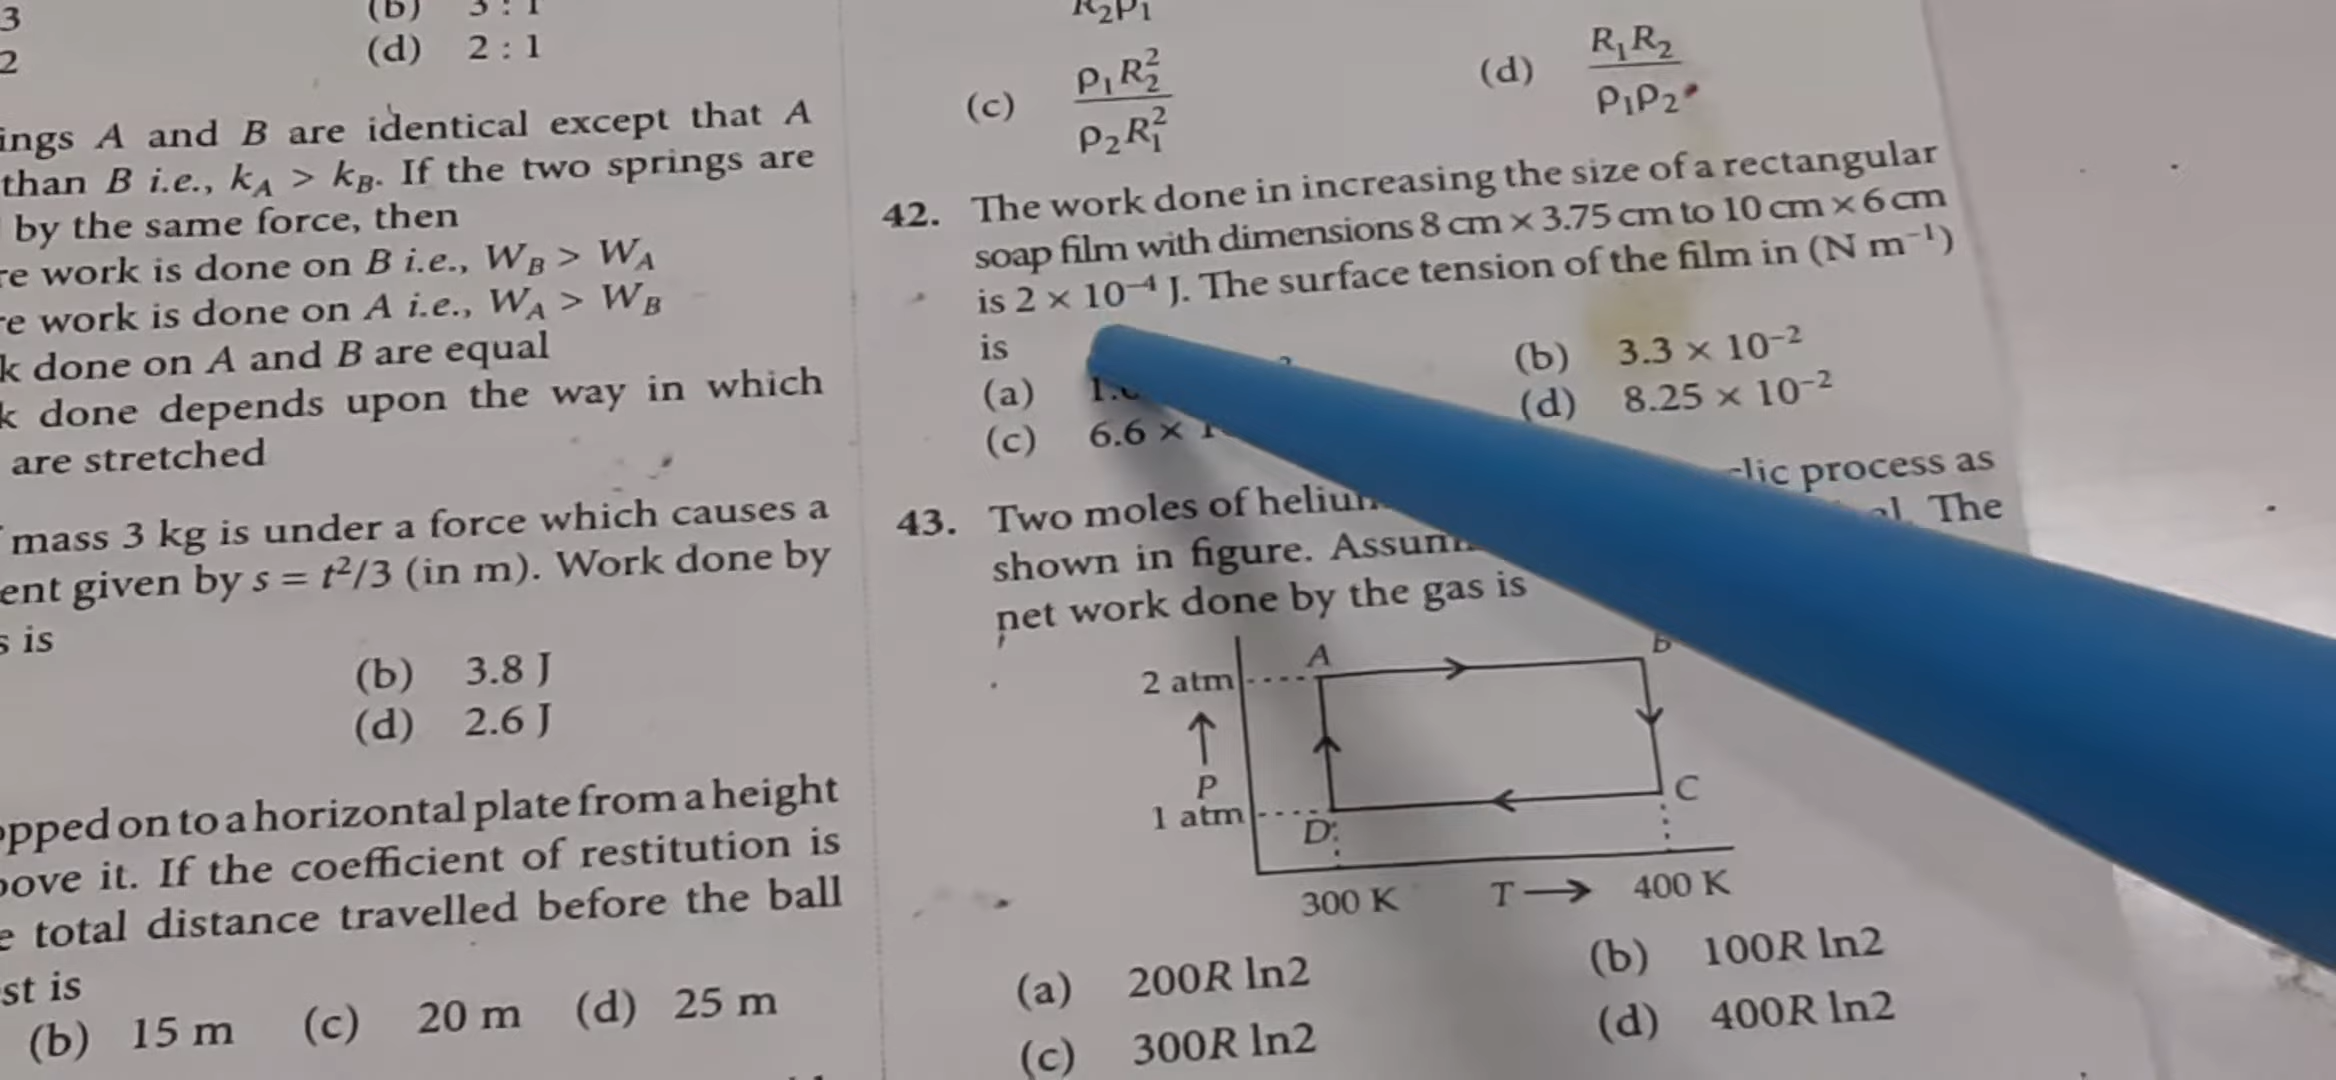 3
(b) 3 : 1
2
(d) 2 : 1
ings A and B are identical except that A
than B i.e., k_A > k_B. If the two springs are
by the same force, then
re work is done on B i.e., W_B > W_A
re work is done on A i.e., W_A > W_B
k done on A and B are equal
k done depends upon the way in which
are stretched
mass 3 kg is under a force which causes a
ent given by s = t²/3 (in m). Work done by
s is
(b) 3.8 J
(d) 2.6 J
pped on to a horizontal plate from a height
bove it. If the coefficient of restitution is
e total distance travelled before the ball
st is
(b) 15 m (c) 20 m (d) 25 m
R₂ρ₁
(c) ρ₁R₂²/ρ₂R₁²
(d) R₁R₂/ρ₁ρ₂
42. The work done in increasing the size of a rectangular
soap film with dimensions 8 cm × 3.75 cm to 10 cm × 6 cm
is 2 × 10⁻⁴ J. The surface tension of the film in (N m⁻¹)
is
(a)
(b) 3.3 × 10⁻²
(c) 6.6 ×
(d) 8.25 × 10⁻²
43. Two moles of helium
lic process as
shown in figure. Assum
The
net work done by the gas is
A
B
2 atm
P
1 atm
C
D
300 K T 400 K
(a) 200R ln2
(b) 100R ln2
(c) 300R ln2
(d) 400R ln2